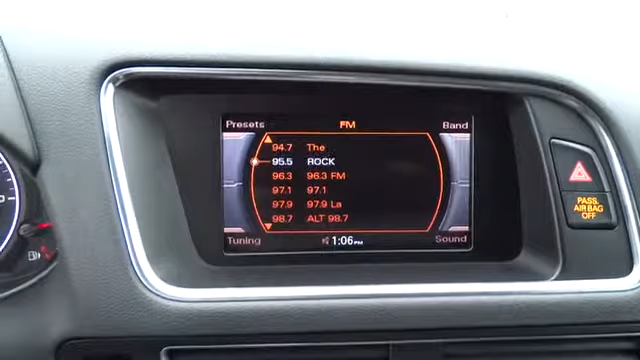 Presets FM Band
94.7 The
95.5 ROCK
96.3 96.3 FM
97.1 97.1
97.9 97.9 La
98.7 ALT 98.7
Tuning 1:06PM Sound
PASS.
AIR BAG
OFF